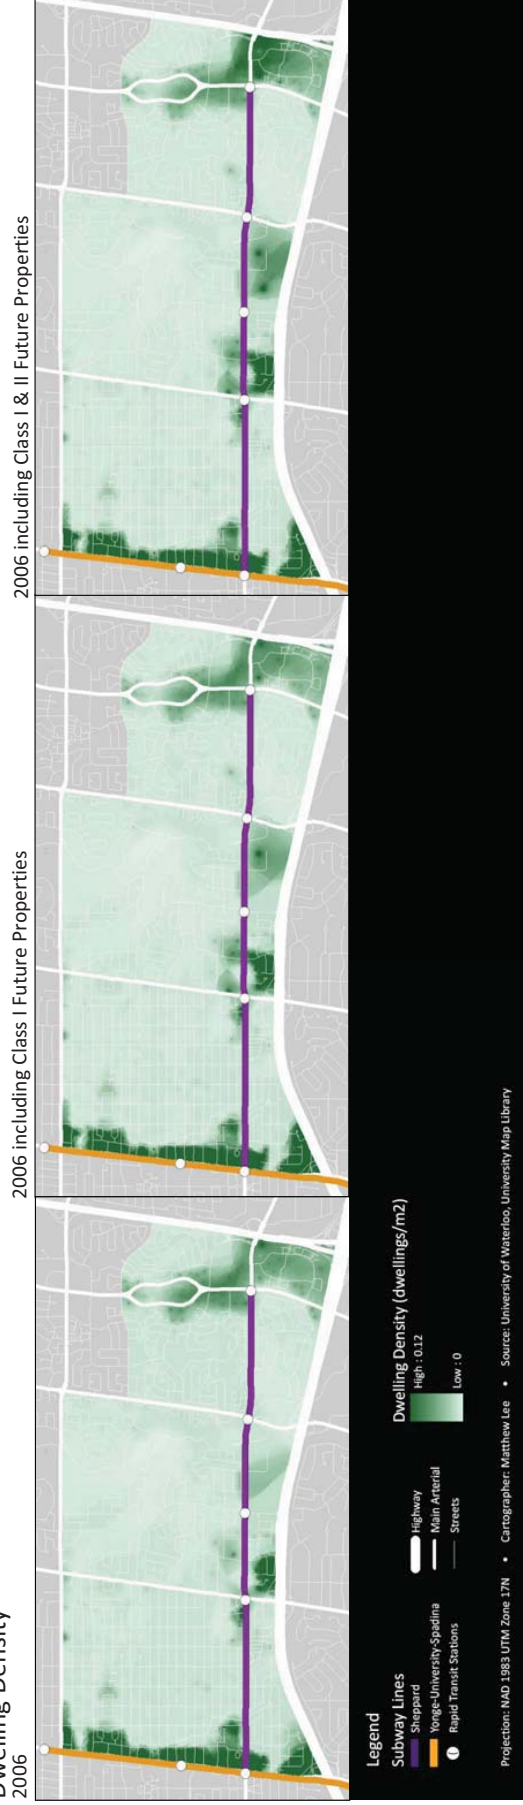 Dwelling Density
2006
2006 including Class I Future Properties
2006 including Class I & II Future Properties
Legend
Subway Lines
Sheppard
Yonge-University-Spadina
Rapid Transit Stations
Highway
Main Arterial
Streets
Dwelling Density (dwellings/m2)
High : 0.12
Low : 0
Projection: NAD 1983 UTM Zone 17N • Cartographer: Matthew Lee • Source: University of Waterloo, University Map Library